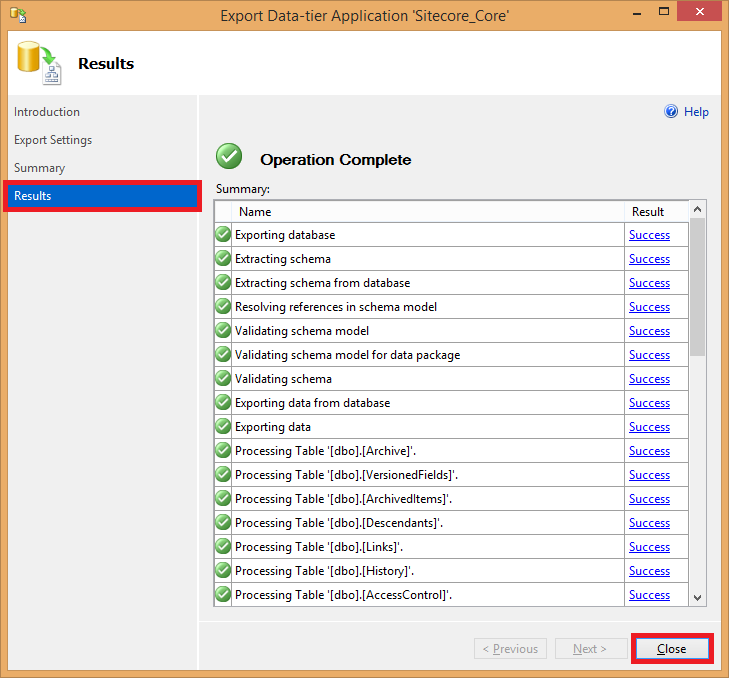 Export Data-tier Application 'Sitecore_Core'
Results
Introduction
Export Settings
Summary
Results
Help
Operation Complete
Summary:
Name Result
Exporting database Success
Extracting schema Success
Extracting schema from database Success
Resolving references in schema model Success
Validating schema model Success
Validating schema model for data package Success
Validating schema Success
Exporting data from database Success
Exporting data Success
Processing Table '[dbo].[Archive]'. Success
Processing Table '[dbo].[VersionedFields]'. Success
Processing Table '[dbo].[ArchivedItems]'. Success
Processing Table '[dbo].[Descendants]'. Success
Processing Table '[dbo].[Links]'. Success
Processing Table '[dbo].[History]'. Success
Processing Table '[dbo].[AccessControl]'. Success
< Previous Next > Close